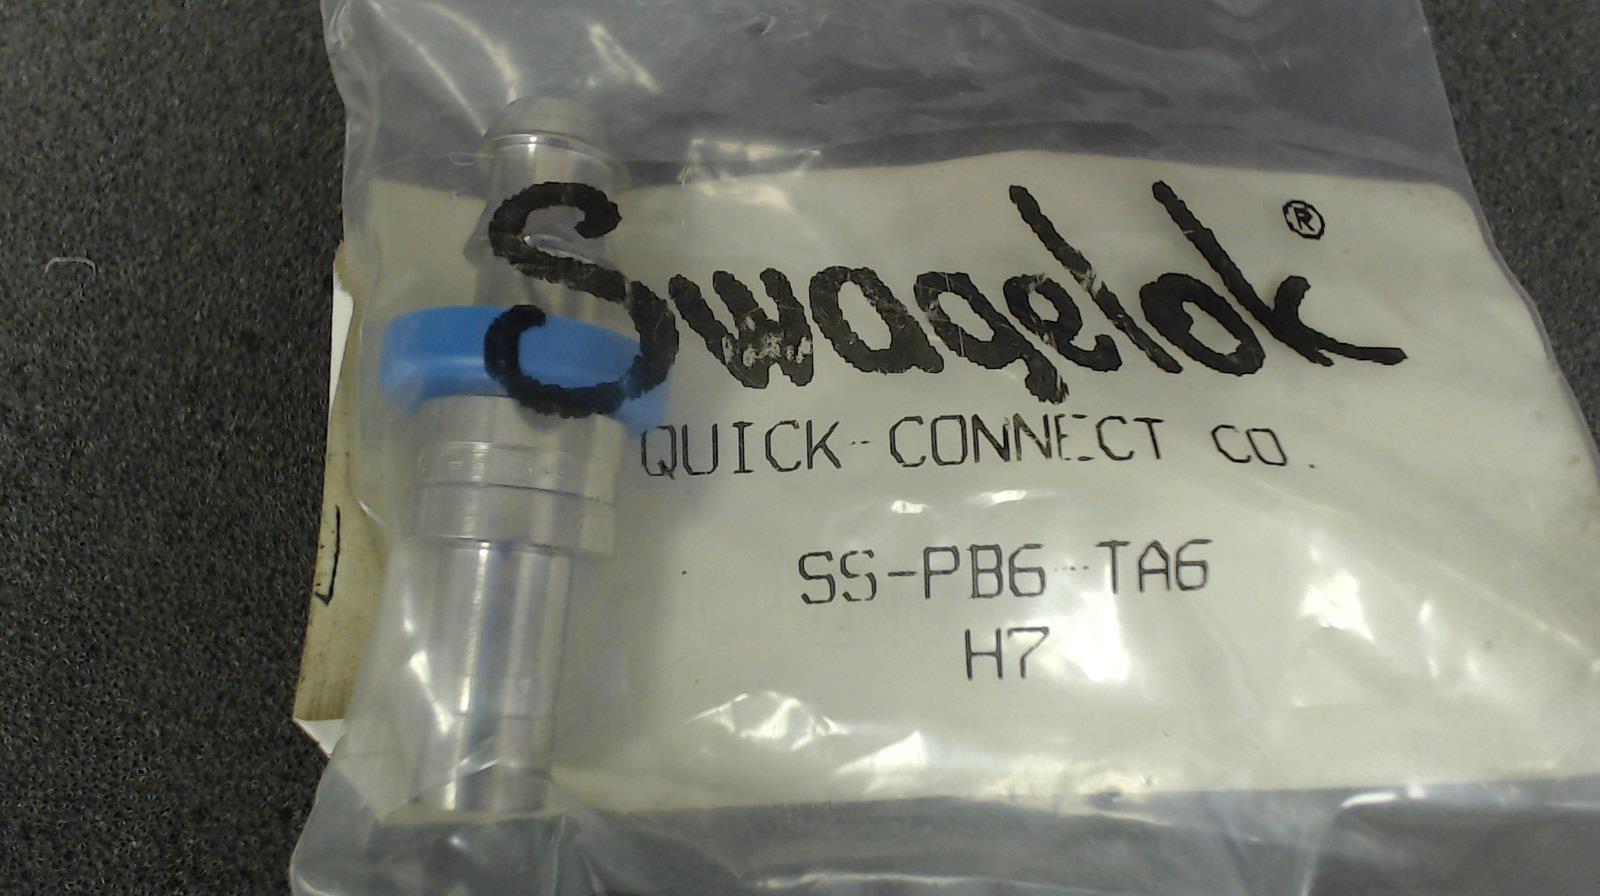 Swagelok®
QUICK-CONNECT CO.
SS-PB6-TA6
H7